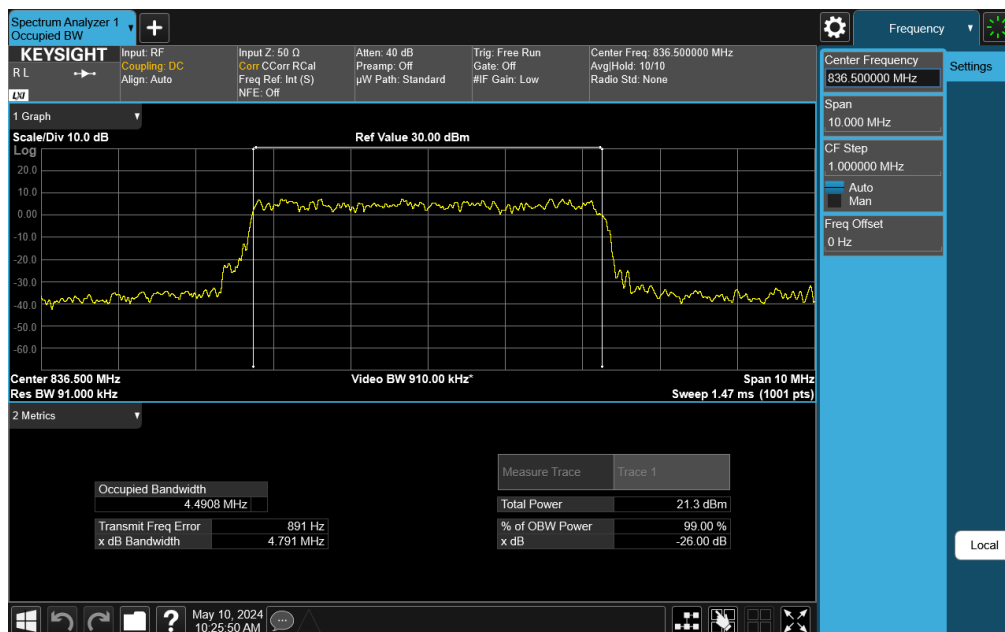 Spectrum Analyzer 1
Occupied BW
Frequency
KEYSIGHT
R L
LXI
Input: RF
Coupling: DC
Align: Auto
Input Z: 50 Ω
Corr CCorr RCal
Freq Ref: Int (S)
NFE: Off
Atten: 40 dB
Preamp: Off
µW Path: Standard
Trig: Free Run
Gate: Off
#IF Gain: Low
Center Freq: 836.500000 MHz
Avg|Hold: 10/10
Radio Std: None
Center Frequency
836.500000 MHz
Settings
Span
10.000 MHz
CF Step
1.000000 MHz
Auto
Man
Freq Offset
0 Hz
Local
1 Graph
Scale/Div 10.0 dB
Ref Value 30.00 dBm
Log
20.0
10.0
0.00
-10.0
-20.0
-30.0
-40.0
-50.0
-60.0
Center 836.500 MHz
Video BW 910.00 kHz*
Span 10 MHz
Res BW 91.000 kHz
Sweep 1.47 ms (1001 pts)
2 Metrics
Measure Trace Trace 1
Occupied Bandwidth
4.4908 MHz
Total Power 21.3 dBm
Transmit Freq Error 891 Hz
% of OBW Power 99.00 %
x dB Bandwidth 4.791 MHz
x dB -26.00 dB
May 10, 2024
10:25:50 AM